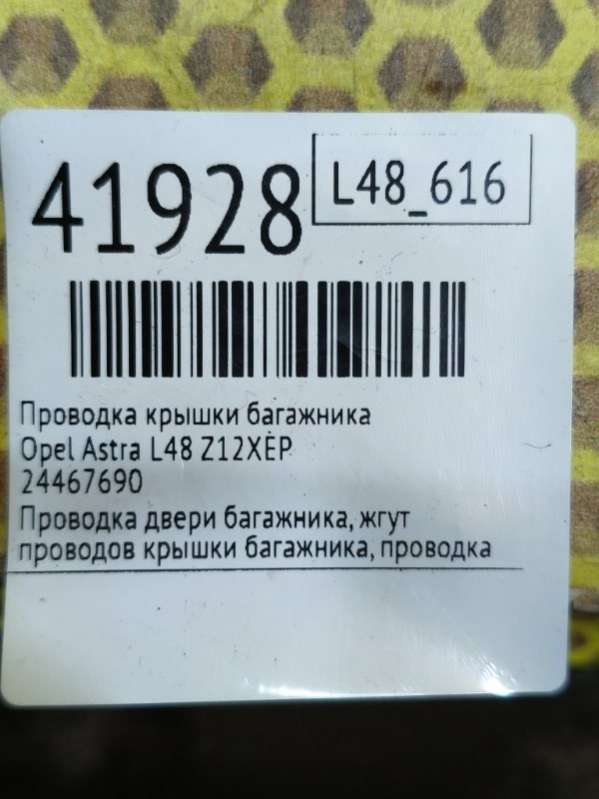 41928
L48_616
Проводка крышки багажника
Opel Astra L48 Z12XEP
24467690
Проводка двери багажника, жгут
проводов крышки багажника, проводка